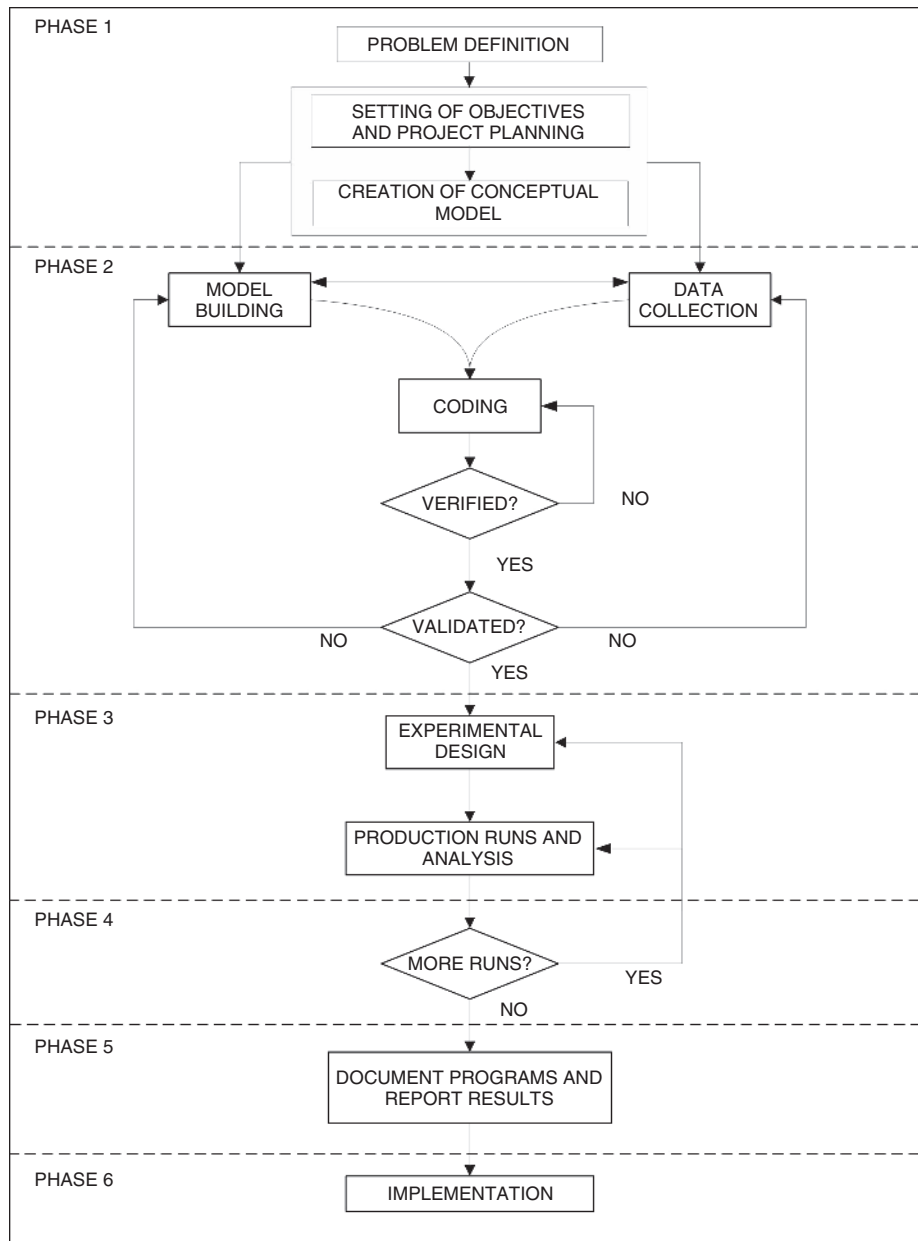 PHASE 1
PROBLEM DEFINITION
SETTING OF OBJECTIVES
AND PROJECT PLANNING
CREATION OF CONCEPTUAL
MODEL
PHASE 2
MODEL
BUILDING
DATA
COLLECTION
CODING
VERIFIED?
NO
YES
VALIDATED?
NO
NO
YES
PHASE 3
EXPERIMENTAL
DESIGN
PRODUCTION RUNS AND
ANALYSIS
PHASE 4
MORE RUNS?
YES
NO
PHASE 5
DOCUMENT PROGRAMS AND
REPORT RESULTS
PHASE 6
IMPLEMENTATION